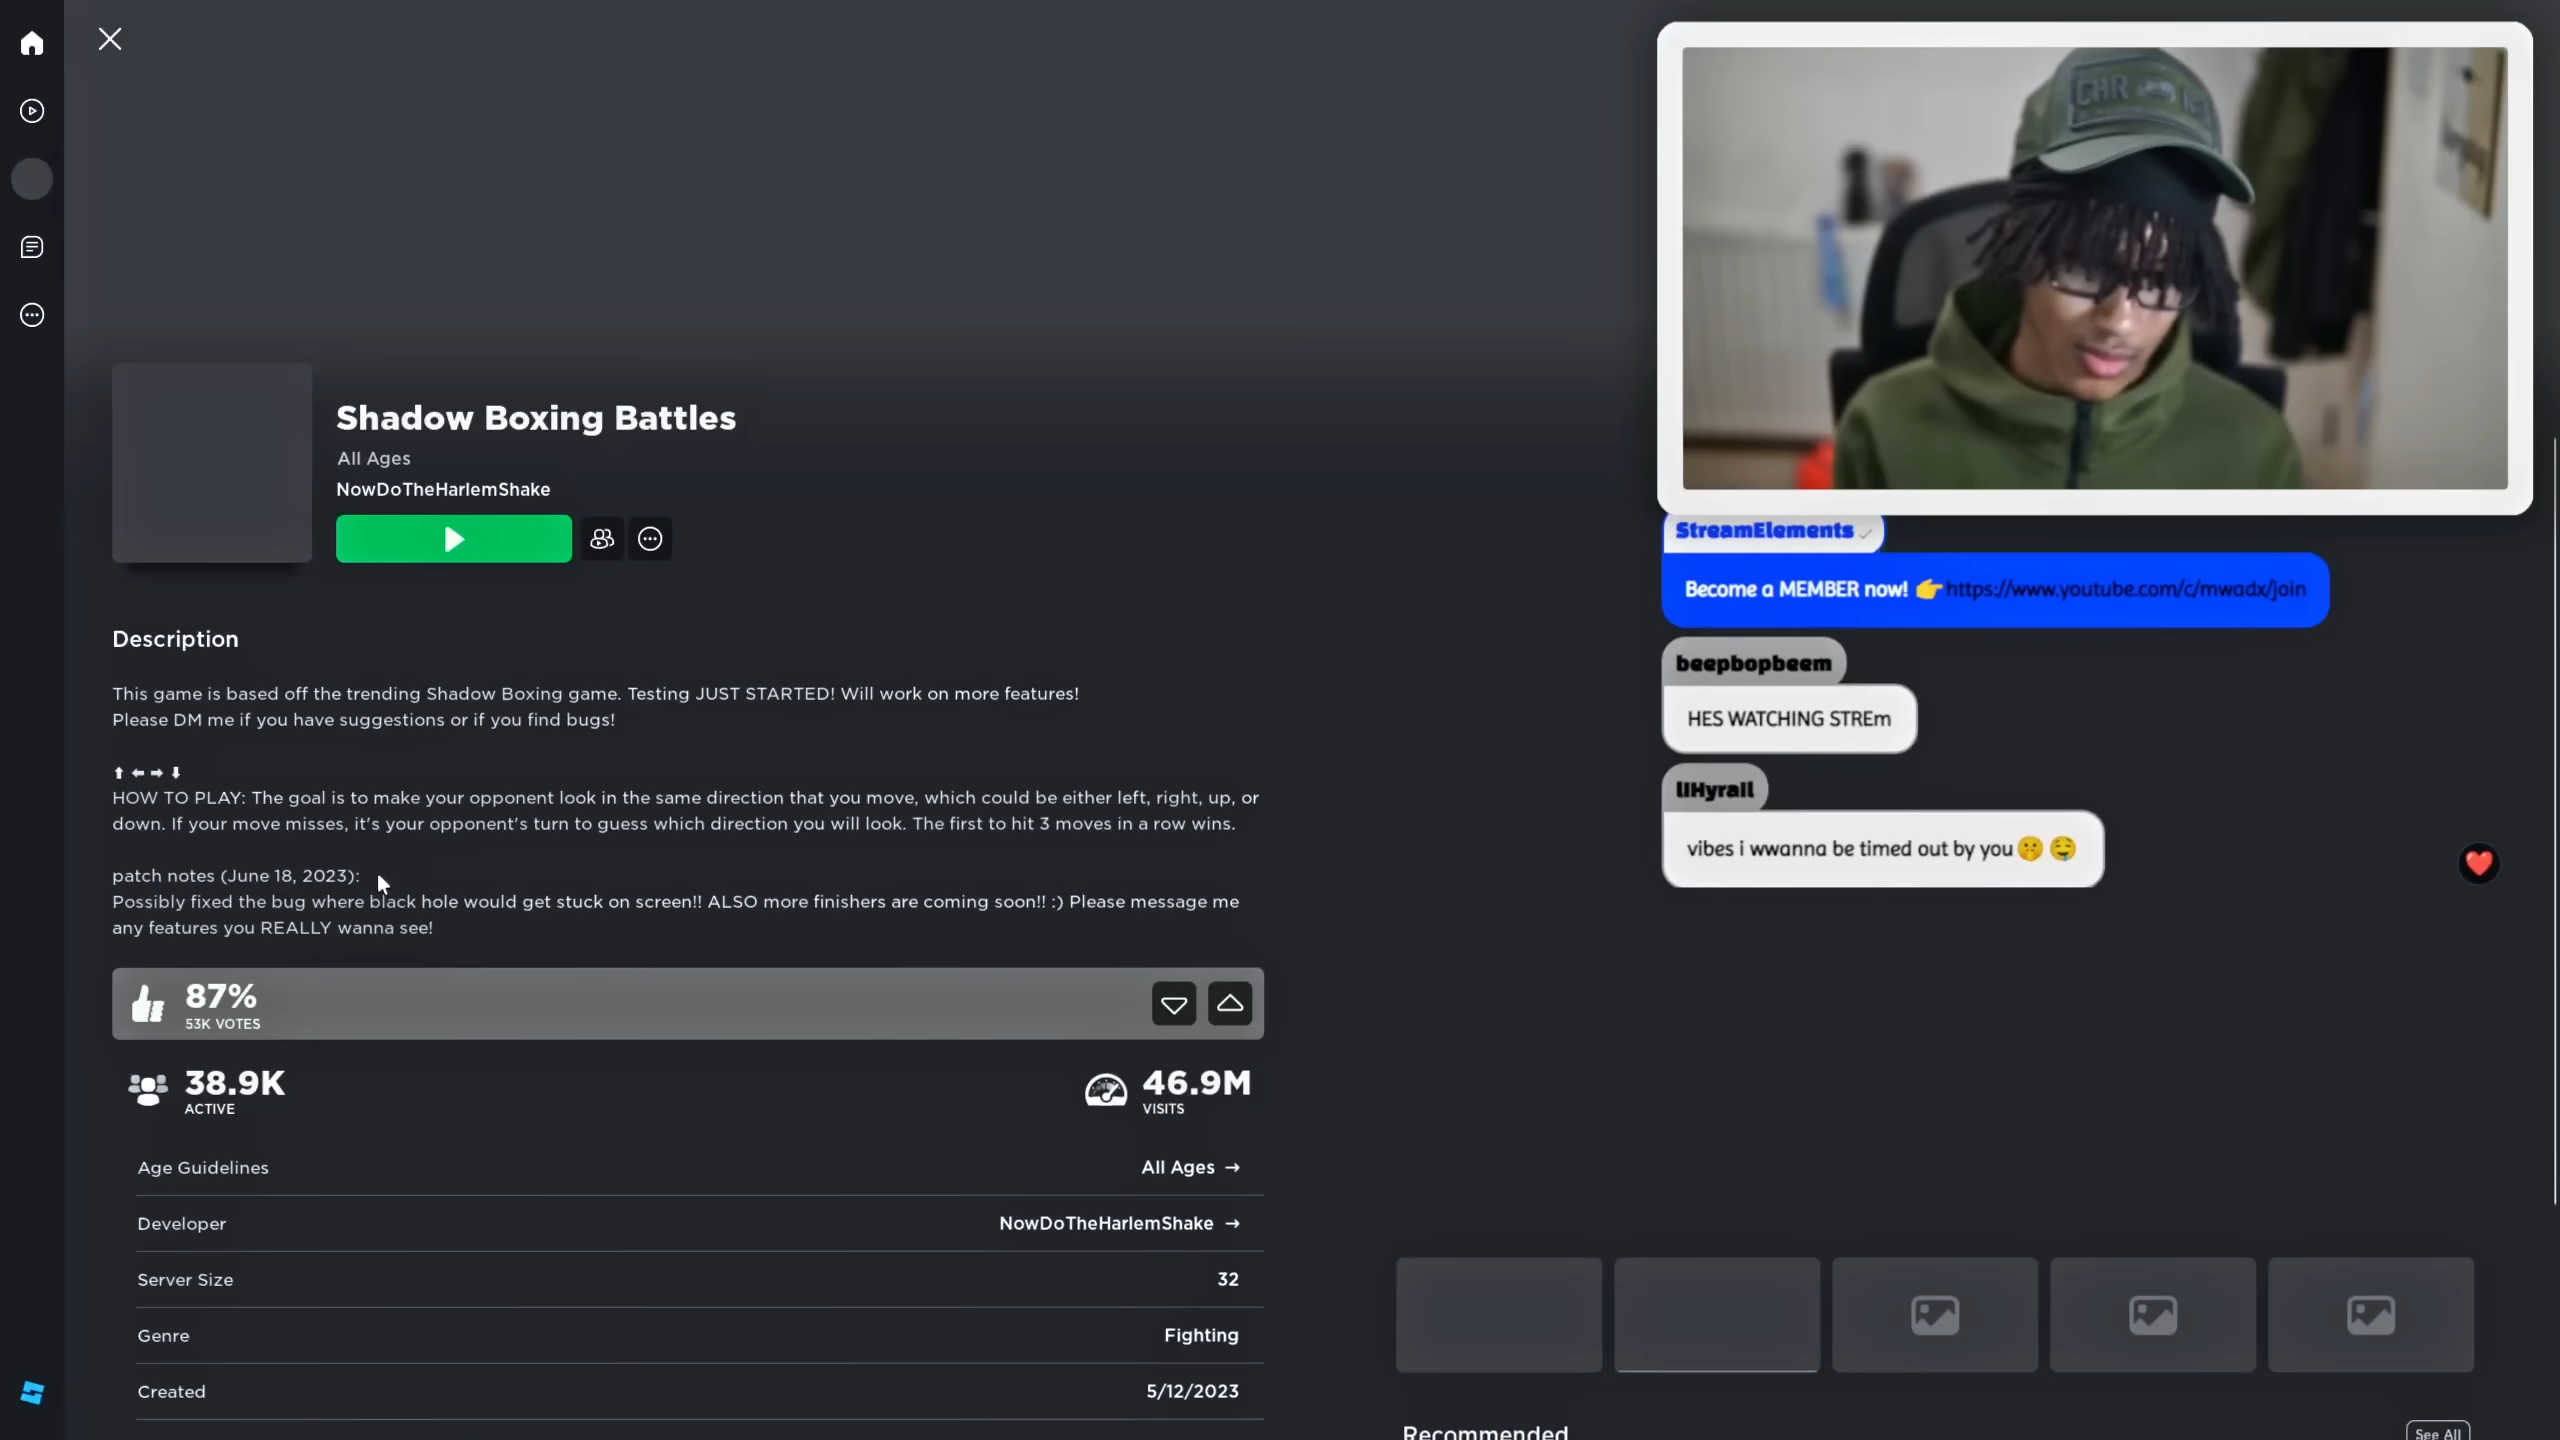 Shadow Boxing Battles
All Ages
NowDoTheHarlemShake
Description
This game is based off the trending Shadow Boxing game. Testing JUST STARTED! Will work on more features!
Please DM me if you have suggestions or if you find bugs!
⬆ ⬅ ➡ ⬇
HOW TO PLAY: The goal is to make your opponent look in the same direction that you move, which could be either left, right, up, or
down. If your move misses, it's your opponent's turn to guess which direction you will look. The first to hit 3 moves in a row wins.
patch notes (June 18, 2023):
Possibly fixed the bug where black hole would get stuck on screen!! ALSO more finishers are coming soon!! :) Please message me
any features you REALLY wanna see!
87%
53K VOTES
38.9K
ACTIVE
46.9M
VISITS
Age Guidelines
All Ages →
Developer
NowDoTheHarlemShake →
Server Size
32
Genre
Fighting
Created
5/12/2023
CHR
StreamElements ✓
Become a MEMBER now! 👉https://www.youtube.com/c/mwadx/join
beepbopbeem
HES WATCHING STREm
lIHyraIl
vibes i wwanna be timed out by you🤫 🤤
Recommended
See All